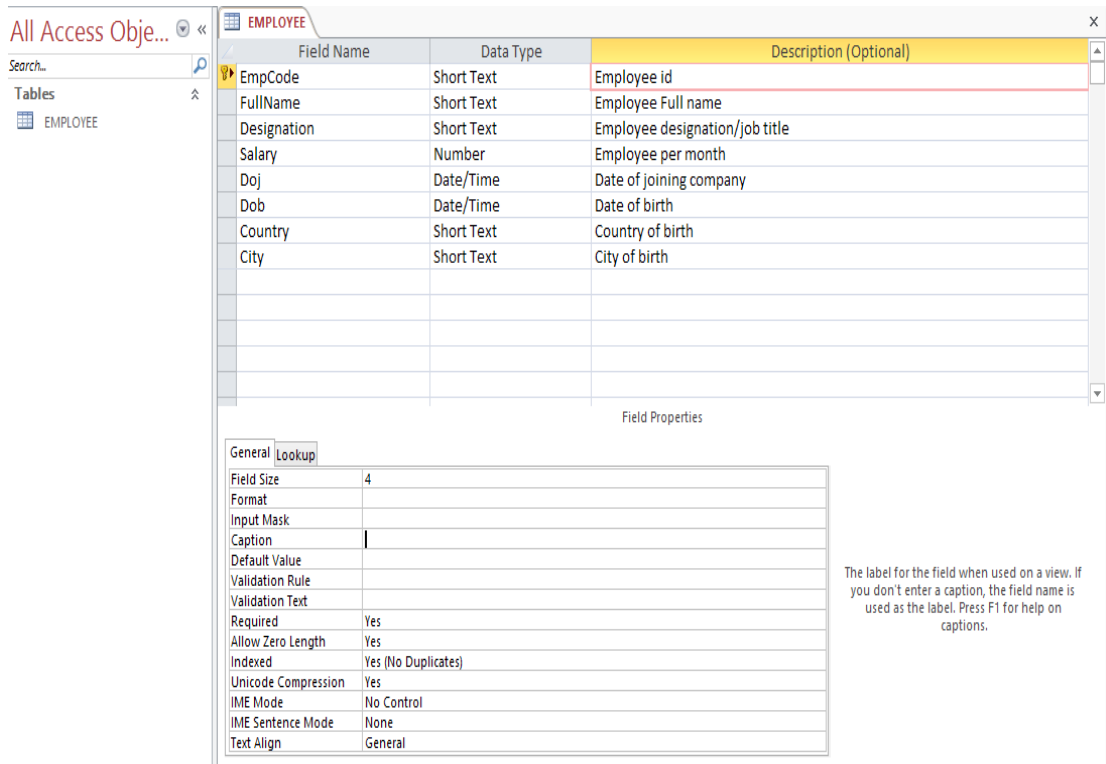 All Access Obje... «
Search...
Tables
EMPLOYEE
EMPLOYEE X
Field Name Data Type Description (Optional)
EmpCode Short Text Employee id
FullName Short Text Employee Full name
Designation Short Text Employee designation/job title
Salary Number Employee per month
Doj Date/Time Date of joining company
Dob Date/Time Date of birth
Country Short Text Country of birth
City Short Text City of birth
Field Properties
General Lookup
Field Size 4
Format
Input Mask
Caption
Default Value
Validation Rule
Validation Text
Required Yes
Allow Zero Length Yes
Indexed Yes (No Duplicates)
Unicode Compression Yes
IME Mode No Control
IME Sentence Mode None
Text Align General
The label for the field when used on a view. If
you don't enter a caption, the field name is
used as the label. Press F1 for help on
captions.